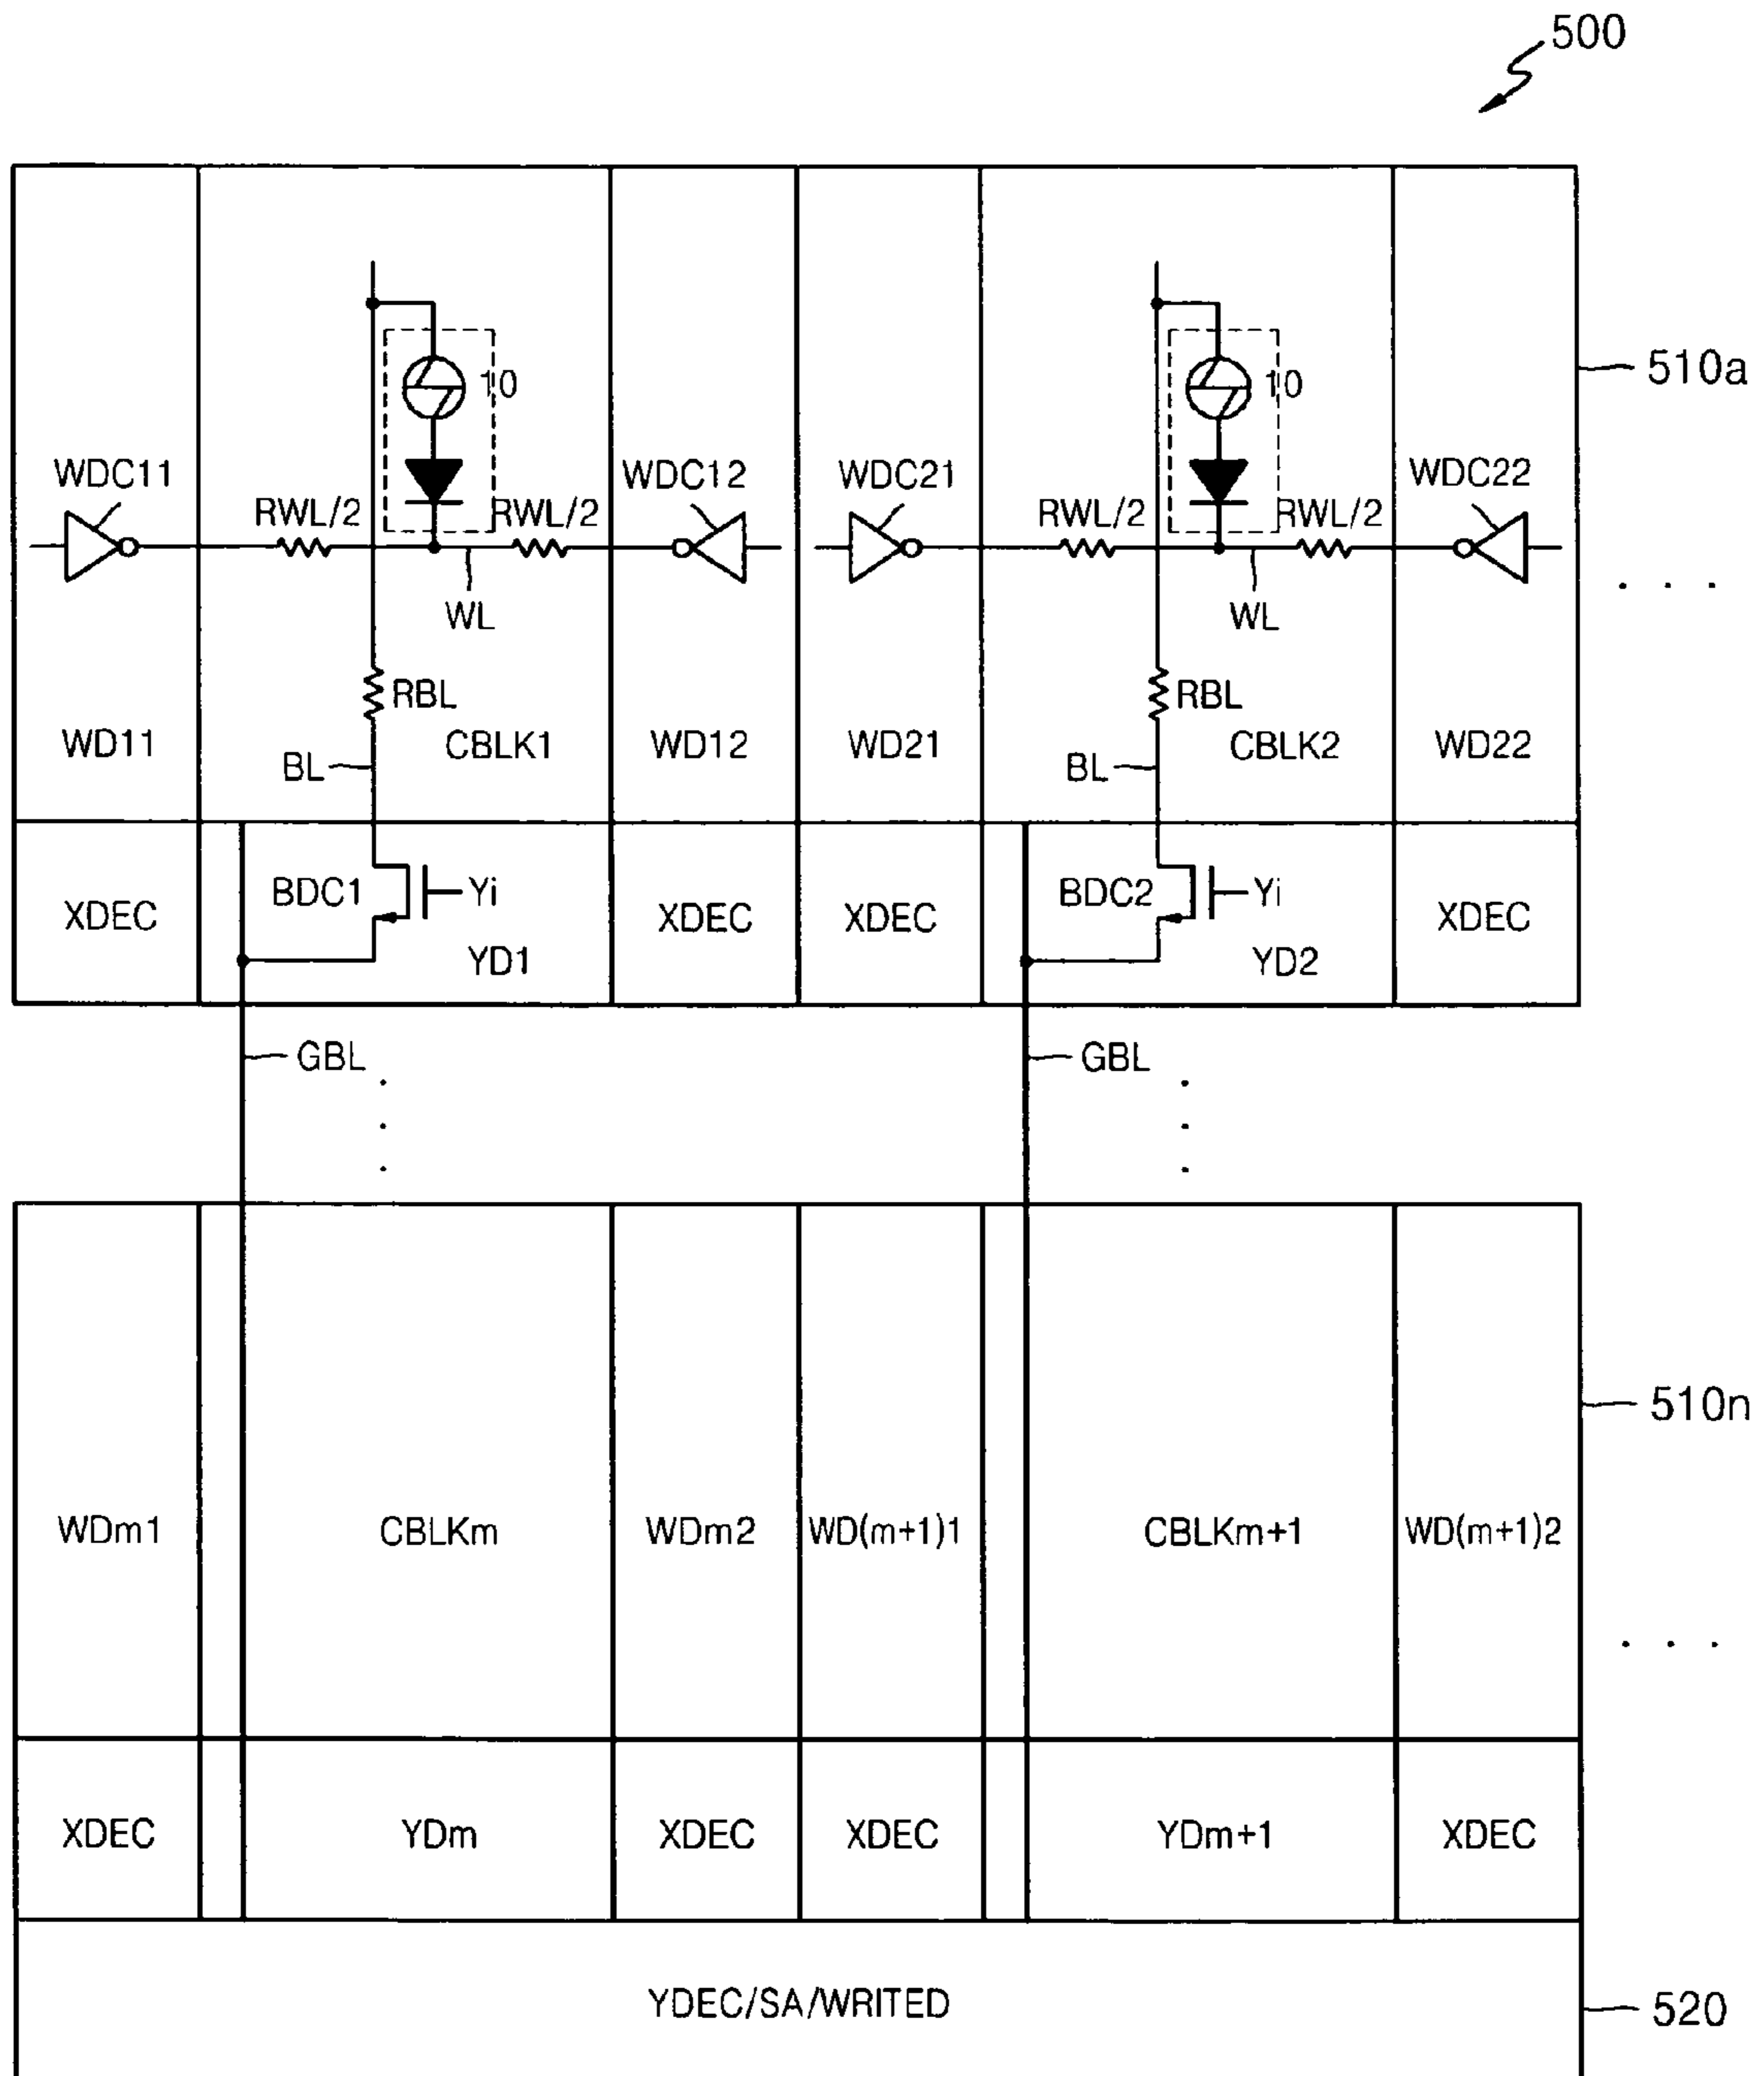 500
510a
10
10
WDC11
RWL/2
RWL/2
WDC12
WDC21
RWL/2
RWL/2
WDC22
WL
WL
. . .
RBL
RBL
WD11
BL
CBLK1
WD12
WD21
BL
CBLK2
WD22
XDEC
BDC1
Yi
YD1
XDEC
XDEC
BDC2
Yi
YD2
XDEC
GBL
GBL
510n
WDm1
CBLKm
WDm2
WD(m+1)1
CBLKm+1
WD(m+1)2
. . .
XDEC
YDm
XDEC
XDEC
YDm+1
XDEC
YDEC/SA/WRITED
520